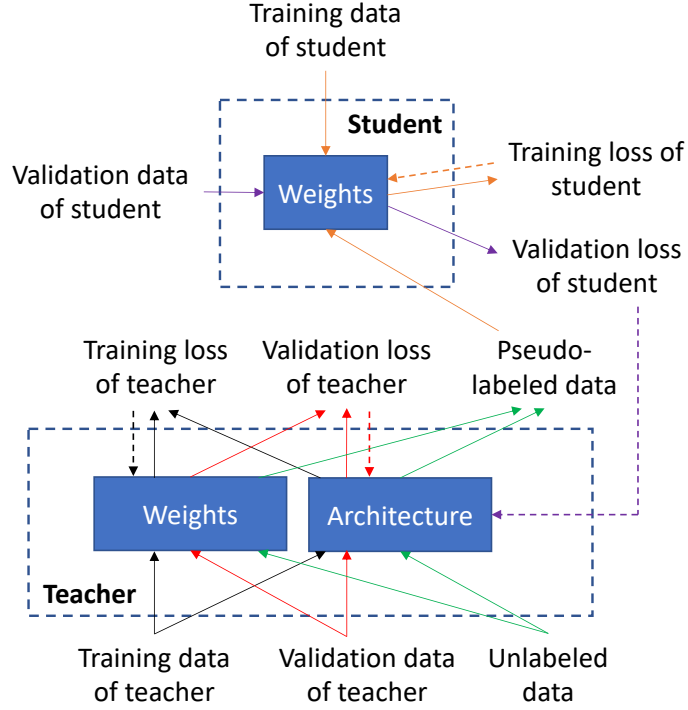 Training data
of student
Student
Validation data
of student
Weights
Training loss of
student
Validation loss
of student
Training loss
of teacher
Validation loss
of teacher
Pseudo-
labeled data
Weights
Architecture
Teacher
Training data
of teacher
Validation data
of teacher
Unlabeled
data